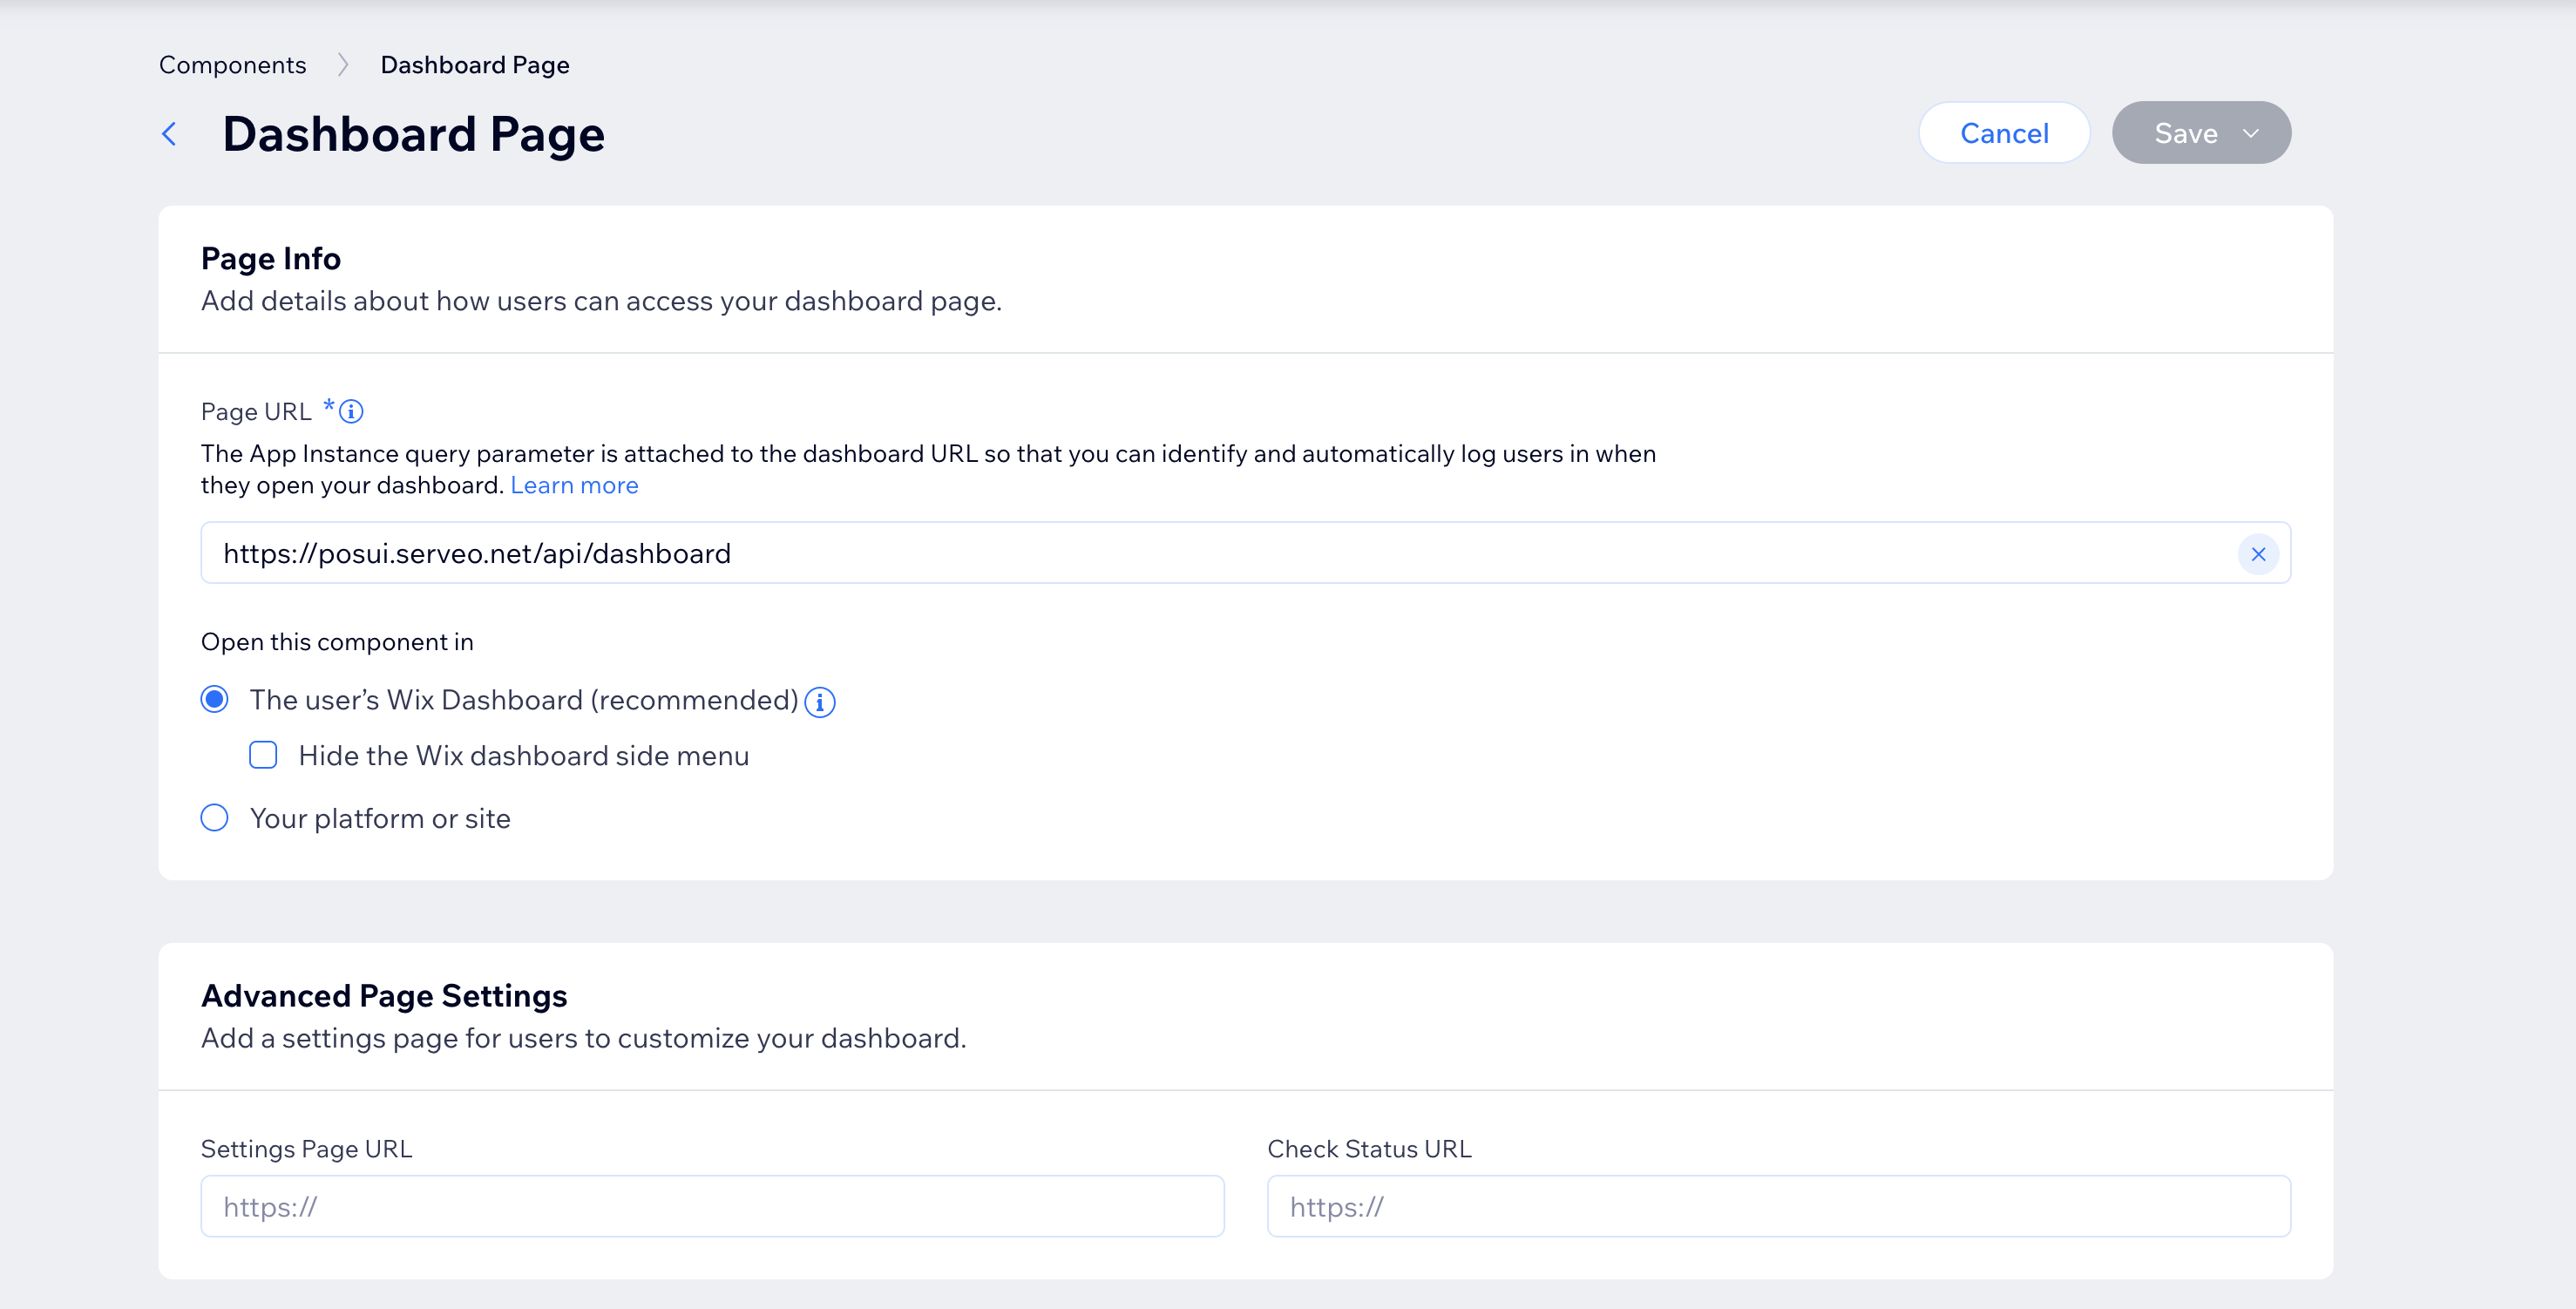 Components
Dashboard Page
Dashboard Page
Cancel
Save
Page Info
Add details about how users can access your dashboard page.
Page URL *
The App Instance query parameter is attached to the dashboard URL so that you can identify and automatically log users in when
they open your dashboard. Learn more
https://posui.serveo.net/api/dashboard
Open this component in
The user’s Wix Dashboard (recommended)
Hide the Wix dashboard side menu
Your platform or site
Advanced Page Settings
Add a settings page for users to customize your dashboard.
Settings Page URL
https://
Check Status URL
https://